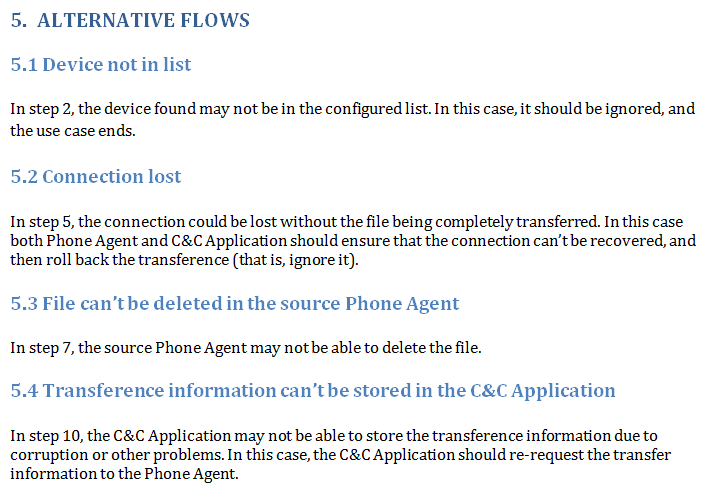 5. ALTERNATIVE FLOWS
5.1 Device not in list
In step 2, the device found may not be in the configured list. In this case, it should be ignored, and
the use case ends.
5.2 Connection lost
In step 5, the connection could be lost without the file being completely transferred. In this case
both Phone Agent and C&C Application should ensure that the connection can’t be recovered, and
then roll back the transference (that is, ignore it).
5.3 File can’t be deleted in the source Phone Agent
In step 7, the source Phone Agent may not be able to delete the file.
5.4 Transference information can’t be stored in the C&C Application
In step 10, the C&C Application may not be able to store the transference information due to
corruption or other problems. In this case, the C&C Application should re-request the transfer
information to the Phone Agent.